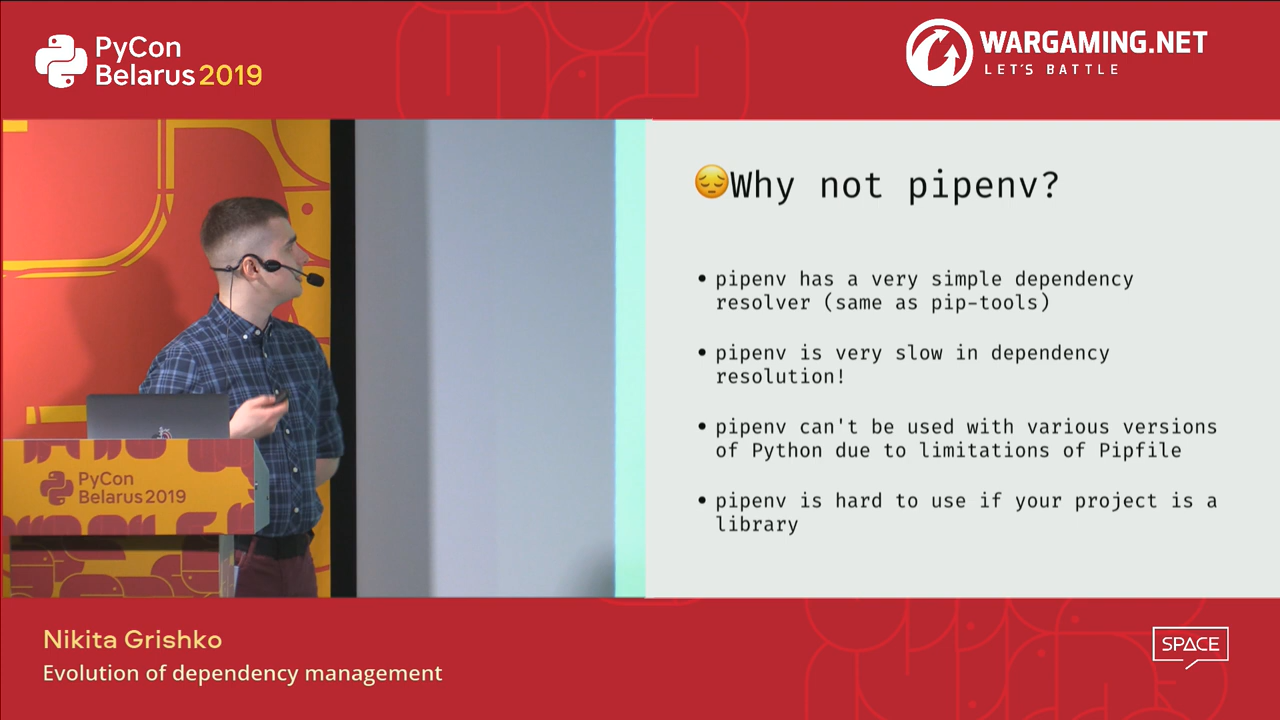 PyCon
Belarus 2019
WARGAMING.NET
LET'S BATTLE
😔Why not pipenv?
• pipenv has a very simple dependency
resolver (same as pip-tools)
• pipenv is very slow in dependency
resolution!
• pipenv can't be used with various versions
of Python due to limitations of Pipfile
• pipenv is hard to use if your project is a
library
PyCon
Belarus 2019
Nikita Grishko
Evolution of dependency management
SPACE